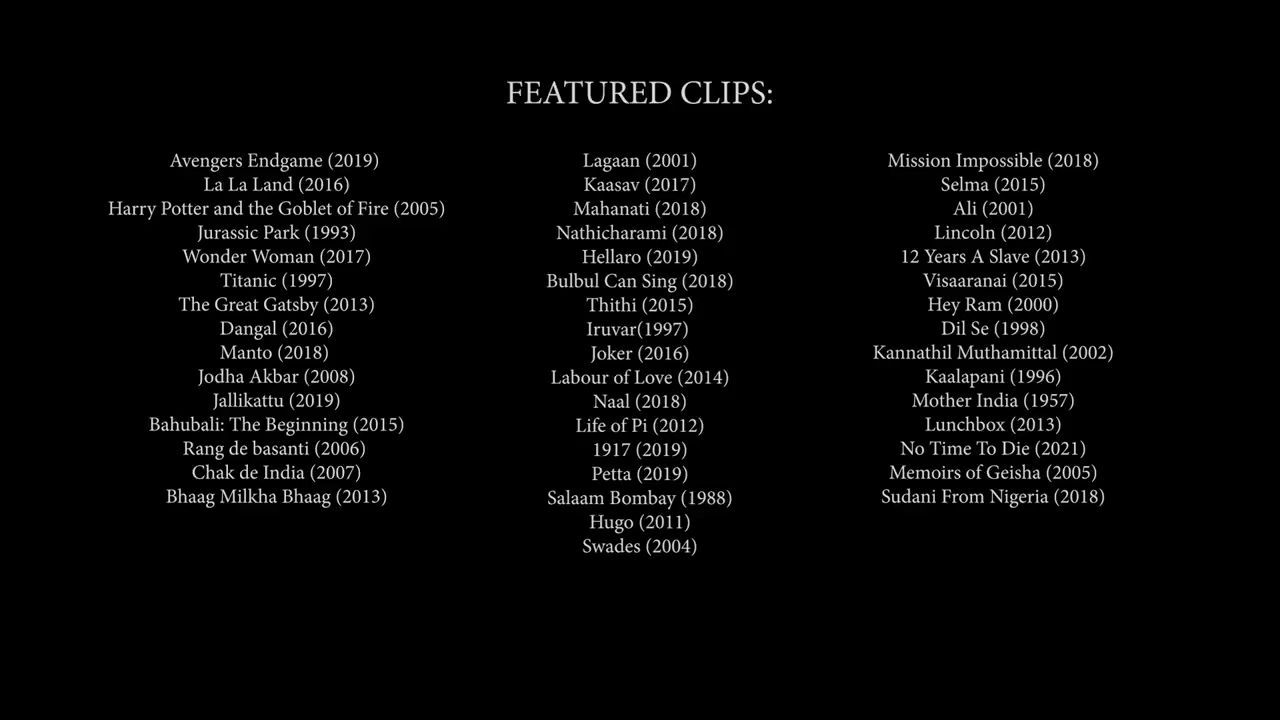 FEATURED CLIPS:
Avengers Endgame (2019)
La La Land (2016)
Harry Potter and the Goblet of Fire (2005)
Jurassic Park (1993)
Wonder Woman (2017)
Titanic (1997)
The Great Gatsby (2013)
Dangal (2016)
Manto (2018)
Jodha Akbar (2008)
Jallikattu (2019)
Bahubali: The Beginning (2015)
Rang de basanti (2006)
Chak de India (2007)
Bhaag Milkha Bhaag (2013)
Lagaan (2001)
Kaasav (2017)
Mahanati (2018)
Nathicharami (2018)
Hellaro (2019)
Bulbul Can Sing (2018)
Thithi (2015)
Iruvar(1997)
Joker (2016)
Labour of Love (2014)
Naal (2018)
Life of Pi (2012)
1917 (2019)
Petta (2019)
Salaam Bombay (1988)
Hugo (2011)
Swades (2004)
Mission Impossible (2018)
Selma (2015)
Ali (2001)
Lincoln (2012)
12 Years A Slave (2013)
Visaaranai (2015)
Hey Ram (2000)
Dil Se (1998)
Kannathil Muthamittal (2002)
Kaalapani (1996)
Mother India (1957)
Lunchbox (2013)
No Time To Die (2021)
Memoirs of Geisha (2005)
Sudani From Nigeria (2018)